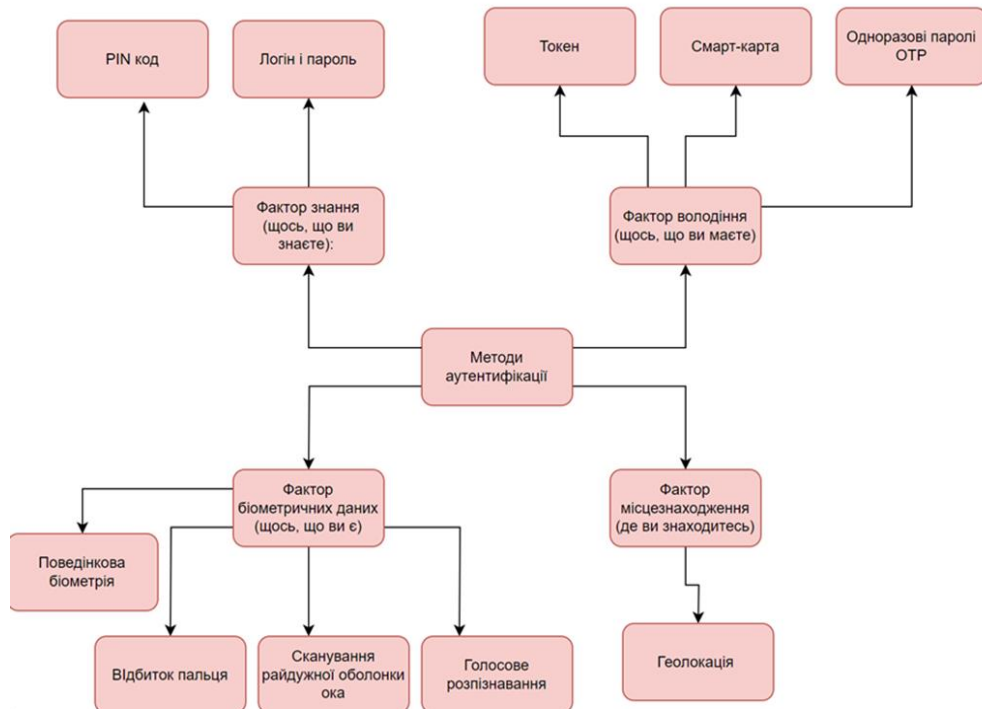 PIN код
Логін і пароль
Токен
Смарт-карта
Одноразові паролі
OTP
Фактор знання
(щось, що ви
знаєте):
Фактор володіння
(щось, що ви маєте)
Методи
аутентифікації
Фактор
біометричних даних
(щось, що ви є)
Фактор
місцезнаходження
(де ви знаходитесь)
Поведінкова
біометрія
ВІдбиток пальця
Сканування
райдужної оболонки
ока
Голосове
розпізнавання
Геолокація